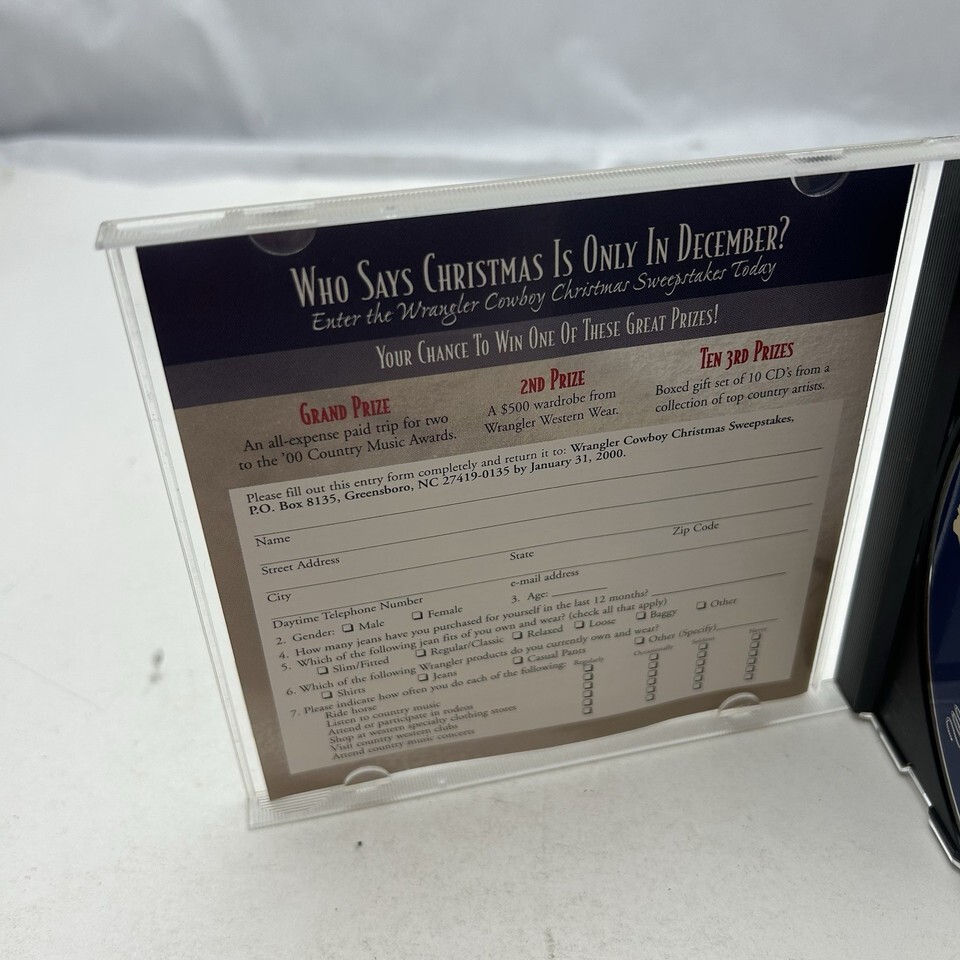 Who Says Christmas Is Only In December?
Enter the Wrangler Cowboy Christmas Sweepstakes Today
Your Chance To Win One Of These Great Prizes!
Grand Prize
An all-expense paid trip for two
to the '00 Country Music Awards.
2nd Prize
A $500 wardrobe from
Wrangler Western Wear.
Ten 3rd Prizes
Boxed gift set of 10 CD's from a
collection of top country artists.
Please fill out this entry form completely and return it to: Wrangler Cowboy Christmas Sweepstakes,
P.O. Box 8135, Greensboro, NC 27419-0135 by January 31, 2000.
Name
Street Address
City State Zip Code
Daytime Telephone Number e-mail address
2. Gender: Male Female 3. Age:
4. How many jeans have you purchased for yourself in the last 12 months?
5. Which of the following jean fits of you own and wear? (check all that apply)
Slim/Fitted Regular/Classic Relaxed Loose Baggy Other
6. Which of the following Wrangler products do you currently own and wear?
Shirts Jeans Casual Pants Other (Specify)
7. Please indicate how often you do each of the following: Regularly Occasionally Seldom Never
Ride horse
Listen to country music
Attend or participate in rodeos
Shop at western specialty clothing stores
Visit country western clubs
Attend country music concerts